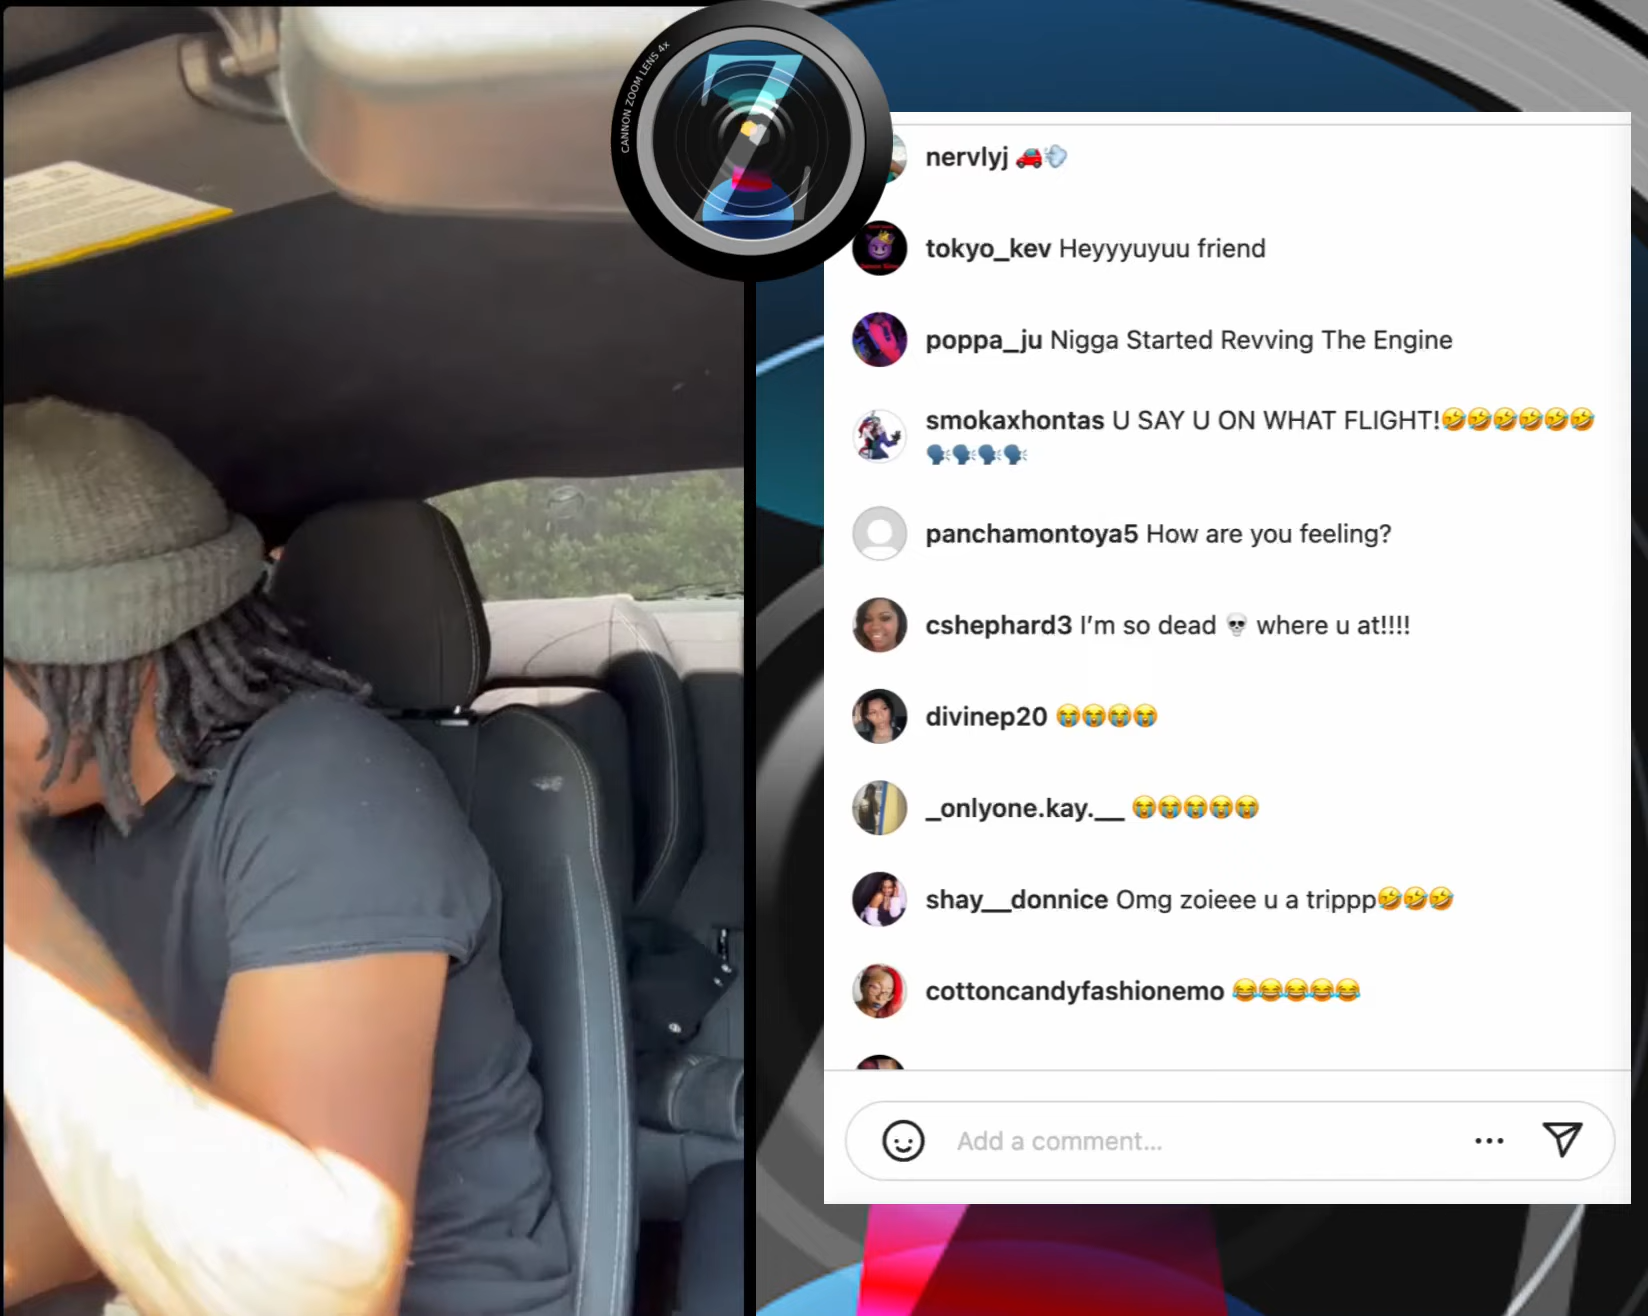 CANNON ZOOM LENS 4x
Z
nervlyj 🚗💨
tokyo_kev Heyyyuyuu friend
poppa_ju Nigga Started Revving The Engine
smokaxhontas U SAY U ON WHAT FLIGHT!🤣🤣🤣🤣🤣🤣
🗣️🗣️🗣️🗣️
panchamontoya5 How are you feeling?
cshephard3 I’m so dead 💀 where u at!!!!
divinep20 😭😭😭😭
_onlyone.kay.__ 😭😭😭😭😭
shay__donnice Omg zoieee u a trippp🤣🤣🤣
cottoncandyfashionemo 😂😂😂😂😂
Add a comment...